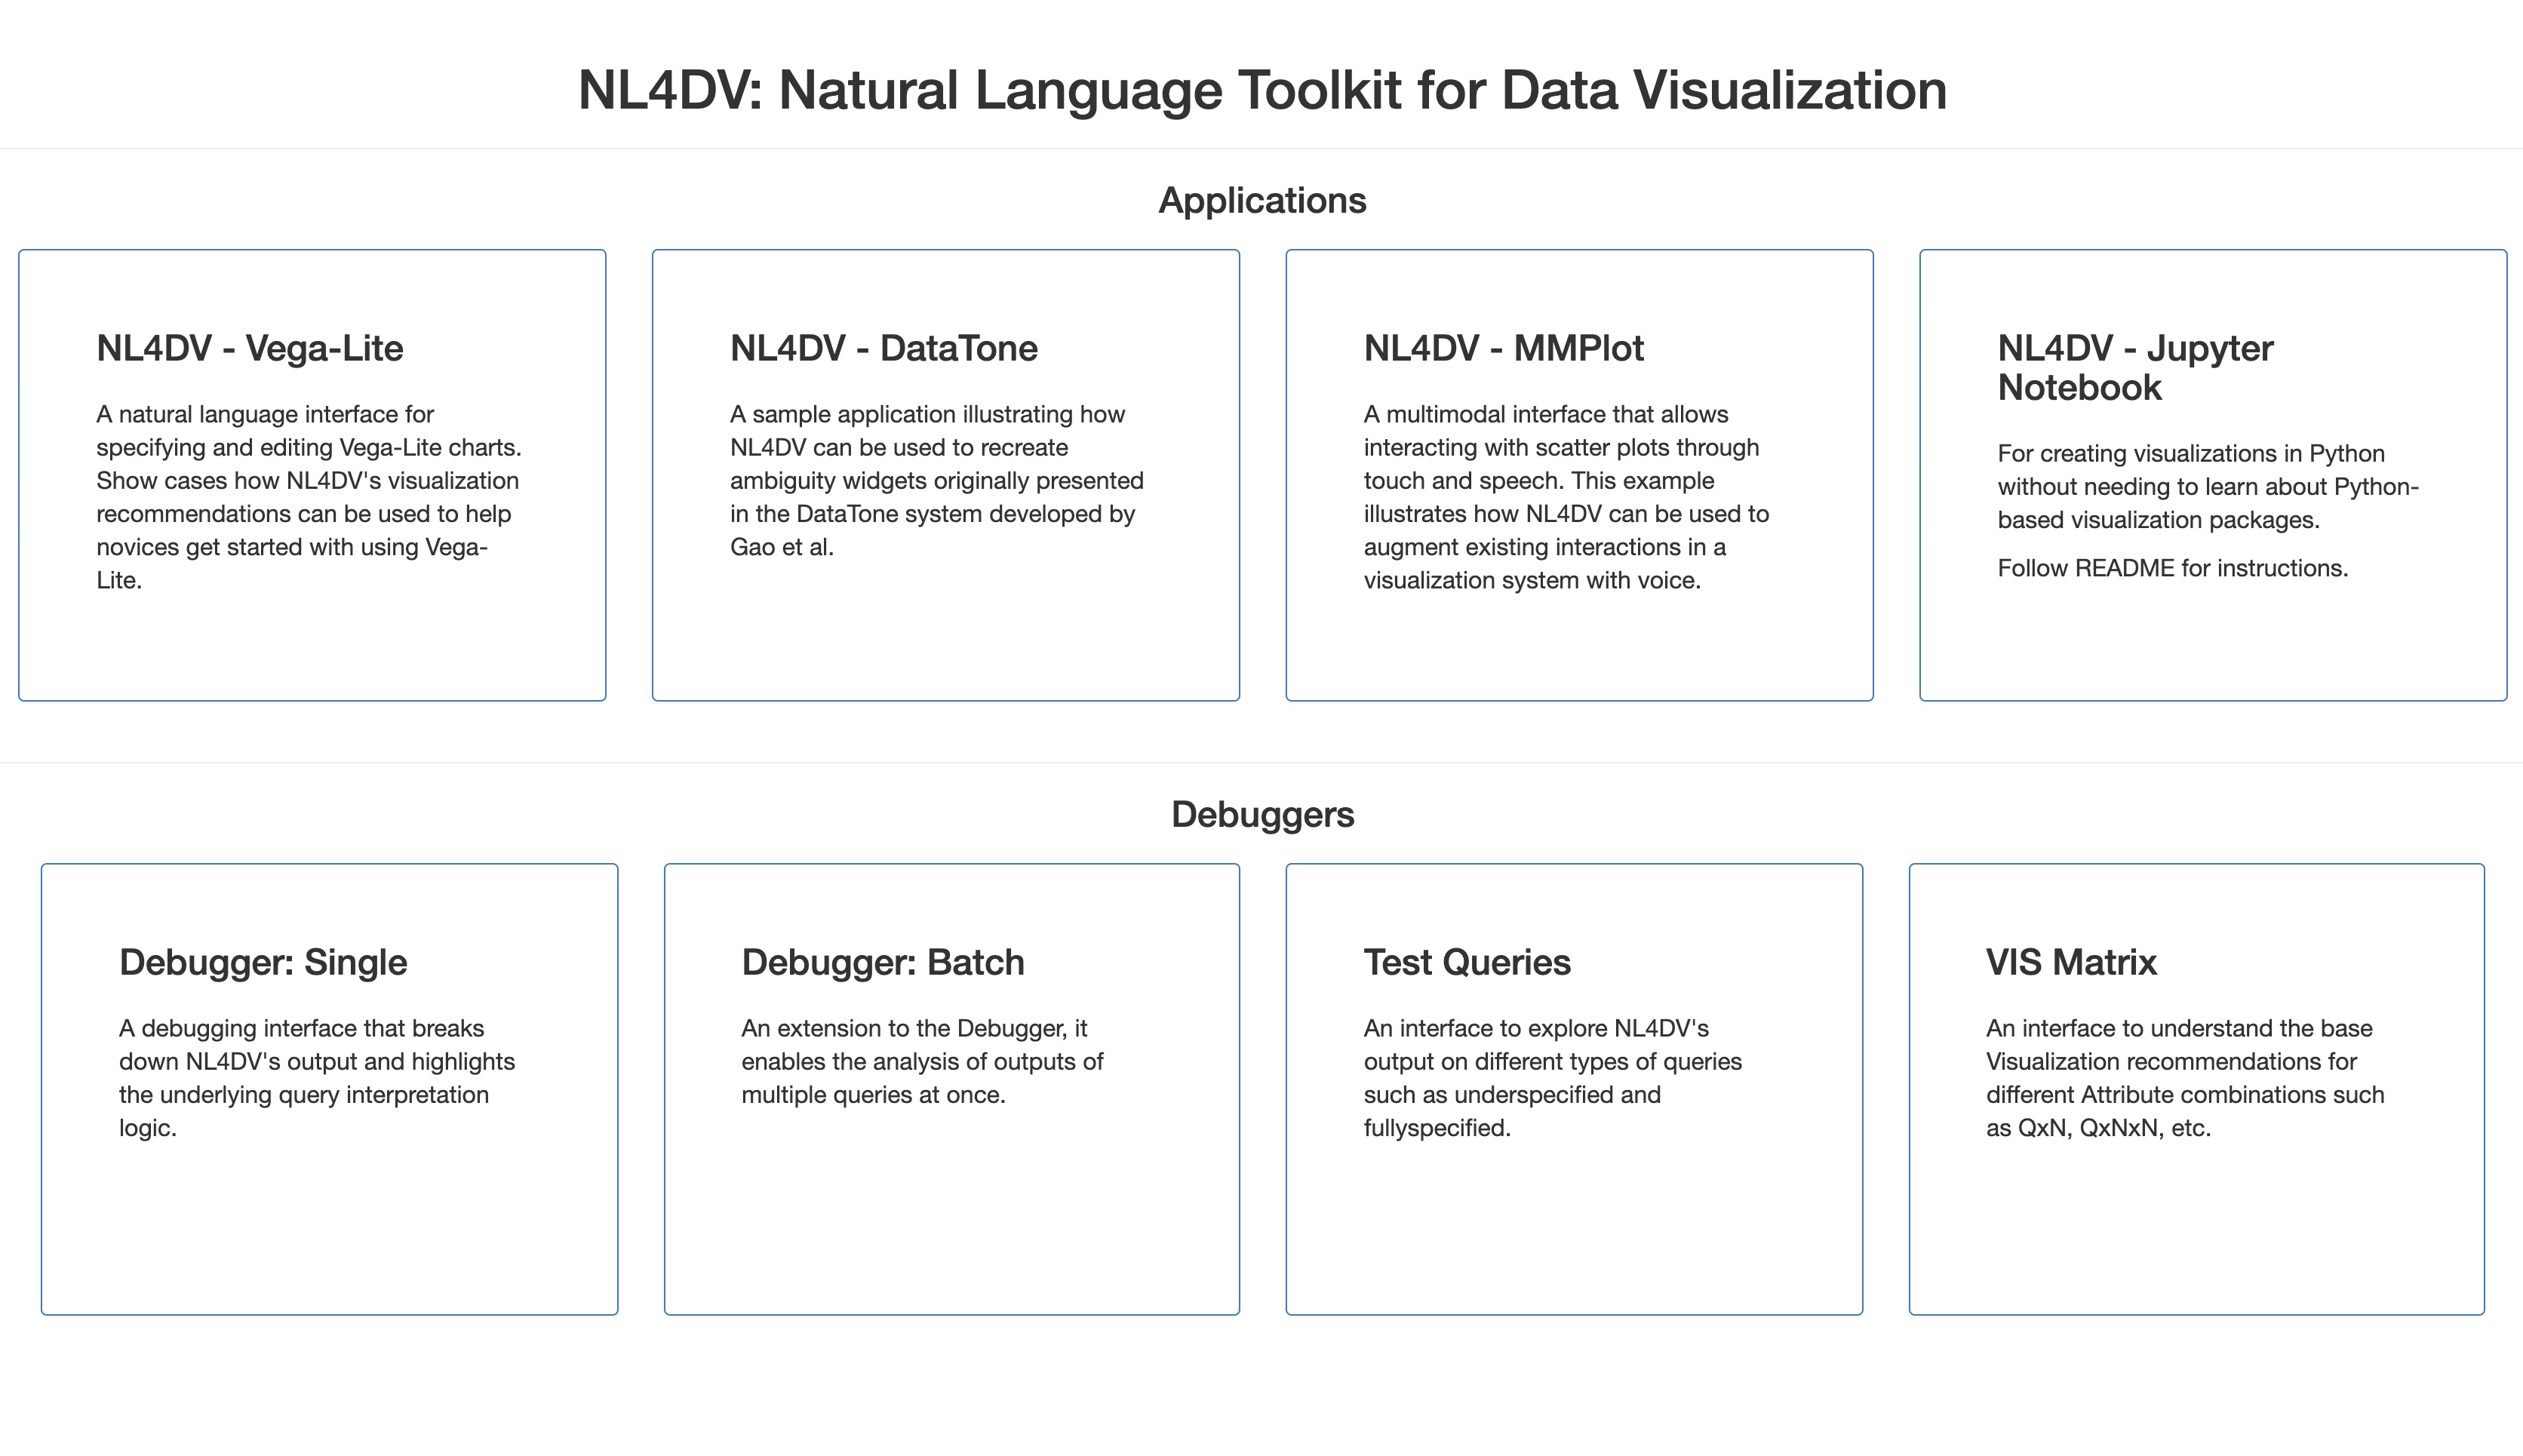 NL4DV: Natural Language Toolkit for Data Visualization
Applications
NL4DV - Vega-Lite
A natural language interface for
specifying and editing Vega-Lite charts.
Show cases how NL4DV's visualization
recommendations can be used to help
novices get started with using Vega-
Lite.
NL4DV - DataTone
A sample application illustrating how
NL4DV can be used to recreate
ambiguity widgets originally presented
in the DataTone system developed by
Gao et al.
NL4DV - MMPlot
A multimodal interface that allows
interacting with scatter plots through
touch and speech. This example
illustrates how NL4DV can be used to
augment existing interactions in a
visualization system with voice.
NL4DV - Jupyter
Notebook
For creating visualizations in Python
without needing to learn about Python-
based visualization packages.
Follow README for instructions.
Debuggers
Debugger: Single
A debugging interface that breaks
down NL4DV's output and highlights
the underlying query interpretation
logic.
Debugger: Batch
An extension to the Debugger, it
enables the analysis of outputs of
multiple queries at once.
Test Queries
An interface to explore NL4DV's
output on different types of queries
such as underspecified and
fullyspecified.
VIS Matrix
An interface to understand the base
Visualization recommendations for
different Attribute combinations such
as QxN, QxNxN, etc.